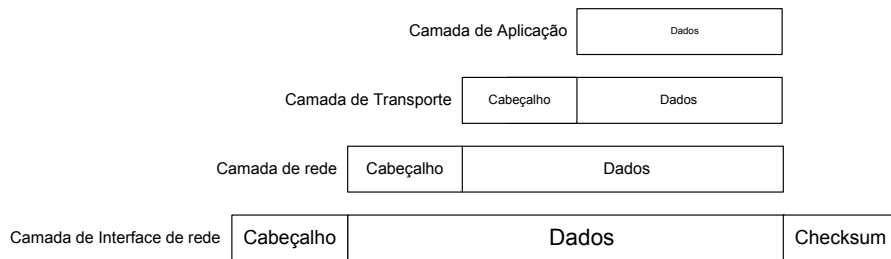 Camada de Aplicação Dados
Camada de Transporte Cabeçalho Dados
Camada de rede Cabeçalho Dados
Camada de Interface de rede Cabeçalho Dados Checksum